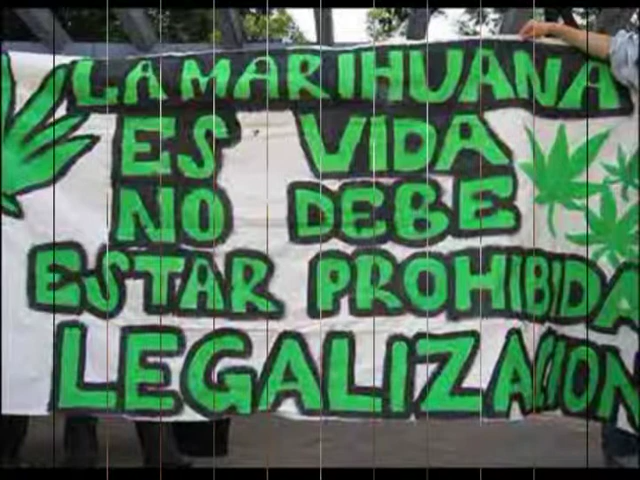 LA MARIHUANA
ES VIDA
NO DEBE
ESTAR PROHIBIDA
LEGALIZACION